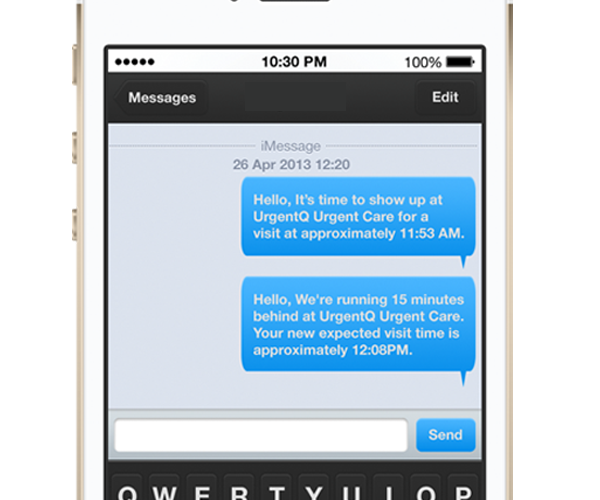 10:30 PM 100%
Messages Edit
iMessage
26 Apr 2013 12:20
Hello, It's time to show up at
UrgentQ Urgent Care for a
visit at approximately 11:53 AM.
Hello, We're running 15 minutes
behind at UrgentQ Urgent Care.
Your new expected visit time is
approximately 12:08PM.
Send
Q W E R T Y U I O P